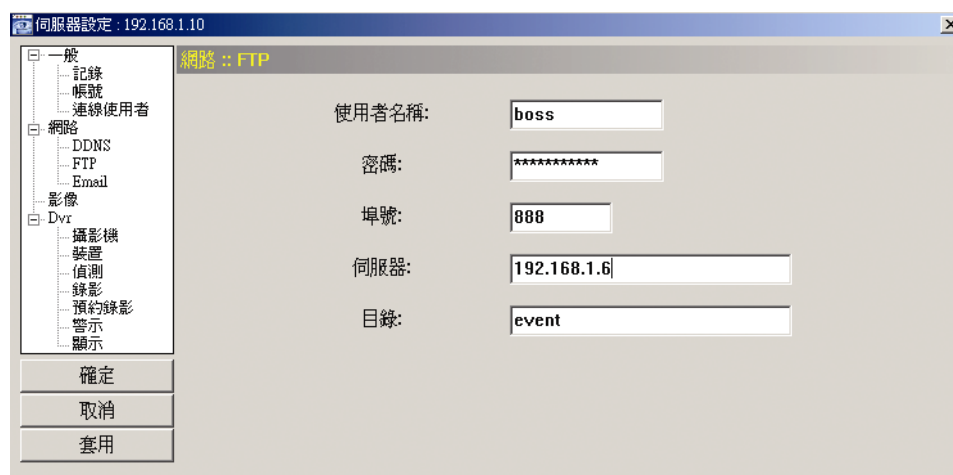 伺服器設定 : 192.168.1.10
一般
記錄
帳號
連線使用者
網路
DDNS
FTP
Email
影像
Dvr
攝影機
裝置
偵測
錄影
預約錄影
警示
顯示
確定
取消
套用
網路 :: FTP
使用者名稱: boss
密碼: ***********
埠號: 888
伺服器: 192.168.1.6
目錄: event